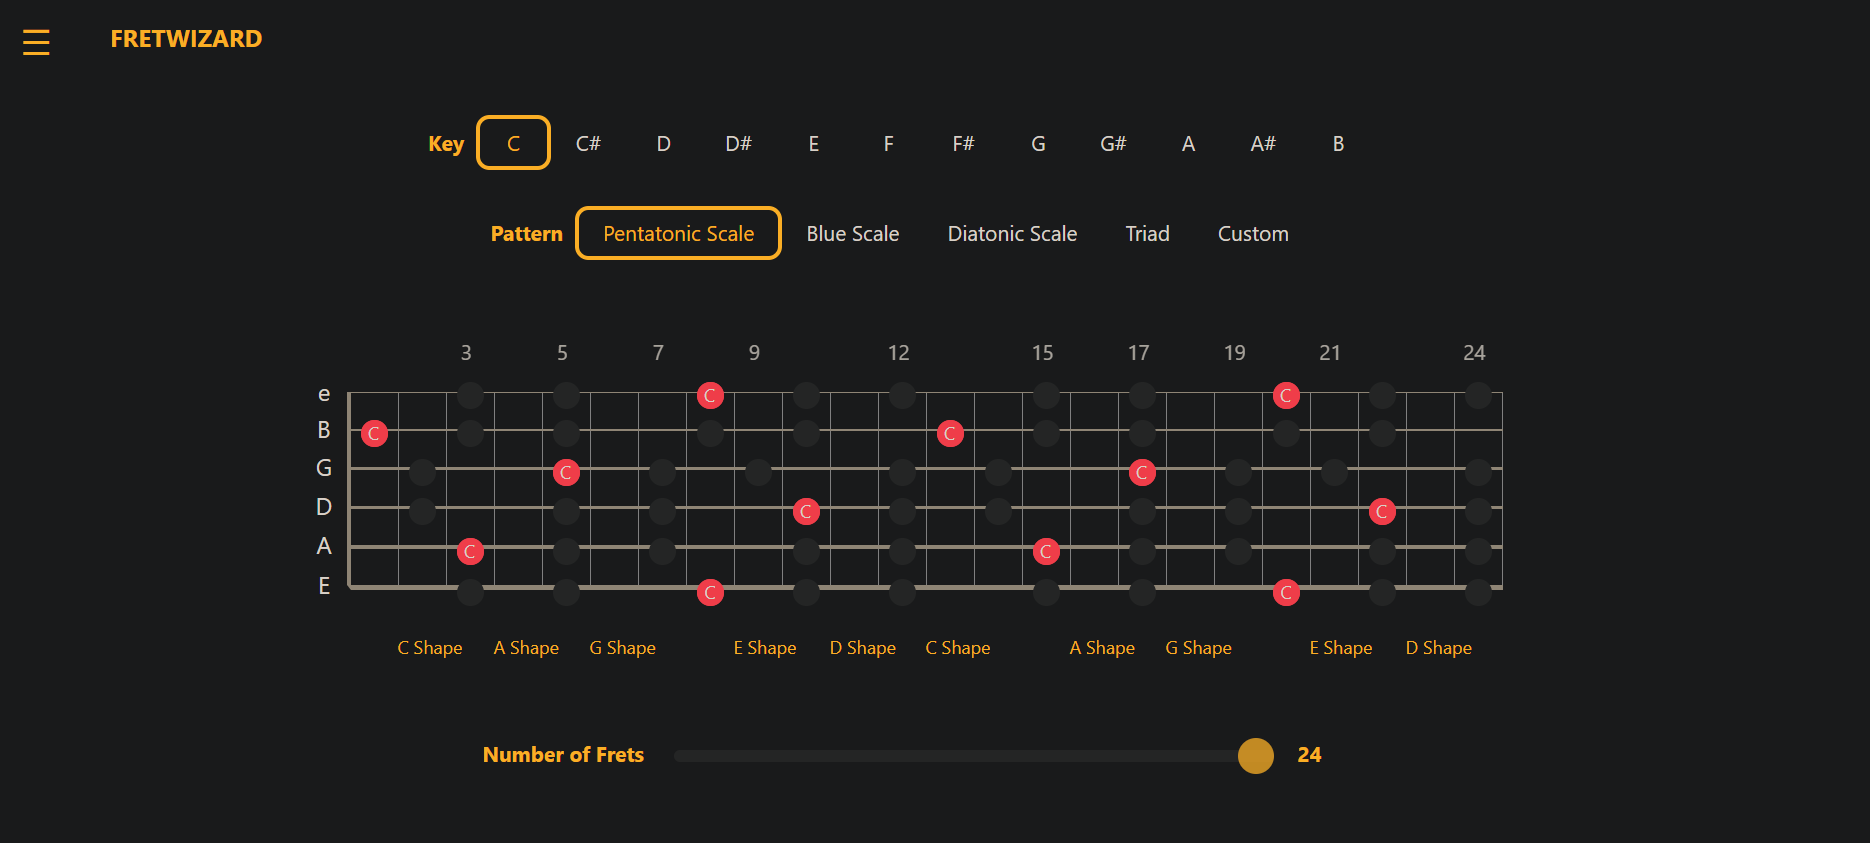 FRETWIZARD
Key C C# D D# E F F# G G# A A# B
Pattern Pentatonic Scale Blue Scale Diatonic Scale Triad Custom
3 5 7 9 12 15 17 19 21 24
e C C
B C C
G C C
D C C
A C C
E C C
C Shape A Shape G Shape E Shape D Shape C Shape A Shape G Shape E Shape D Shape
Number of Frets 24